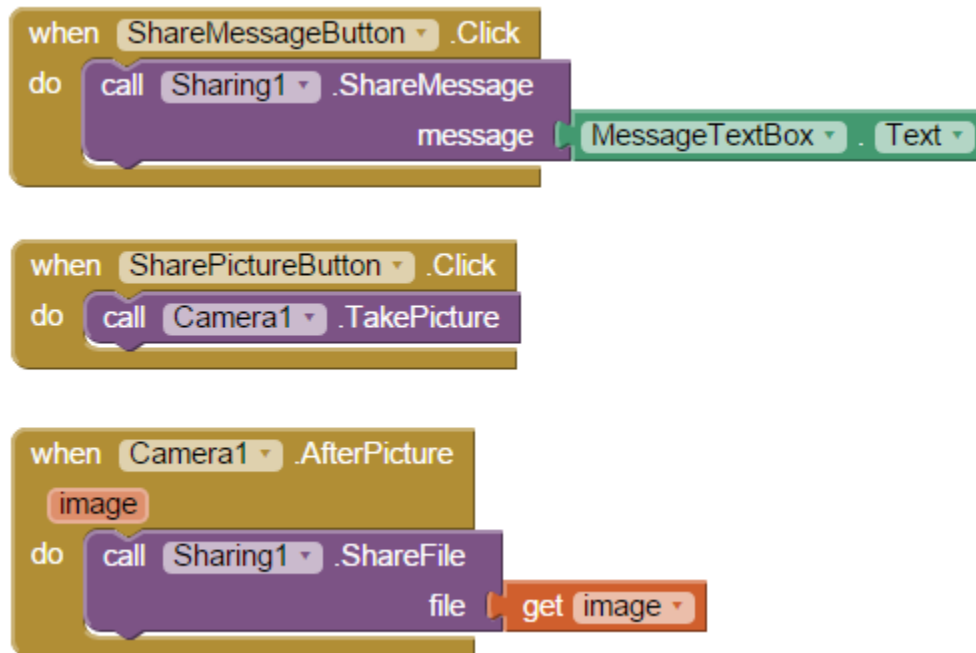 when ShareMessageButton .Click
do call Sharing1 .ShareMessage
message MessageTextBox . Text
when SharePictureButton .Click
do call Camera1 .TakePicture
when Camera1 .AfterPicture
image
do call Sharing1 .ShareFile
file get image